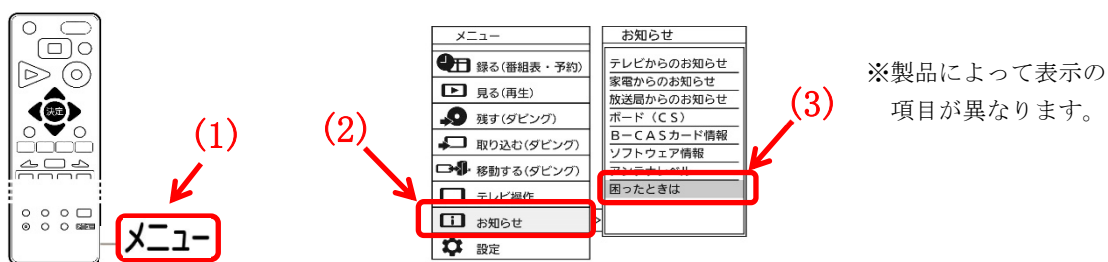 決定
(1)
メニュー
(2)
メニュー
録る(番組表・予約)
見る(再生)
残す(ダビング)
取り込む(ダビング)
移動する(ダビング)
テレビ操作
お知らせ
設定
お知らせ
テレビからのお知らせ
家電からのお知らせ
放送局からのお知らせ
ボード(CS)
B-CASカード情報
ソフトウェア情報
アンテナレベル
困ったときは
(3)
※製品によって表示の
項目が異なります。